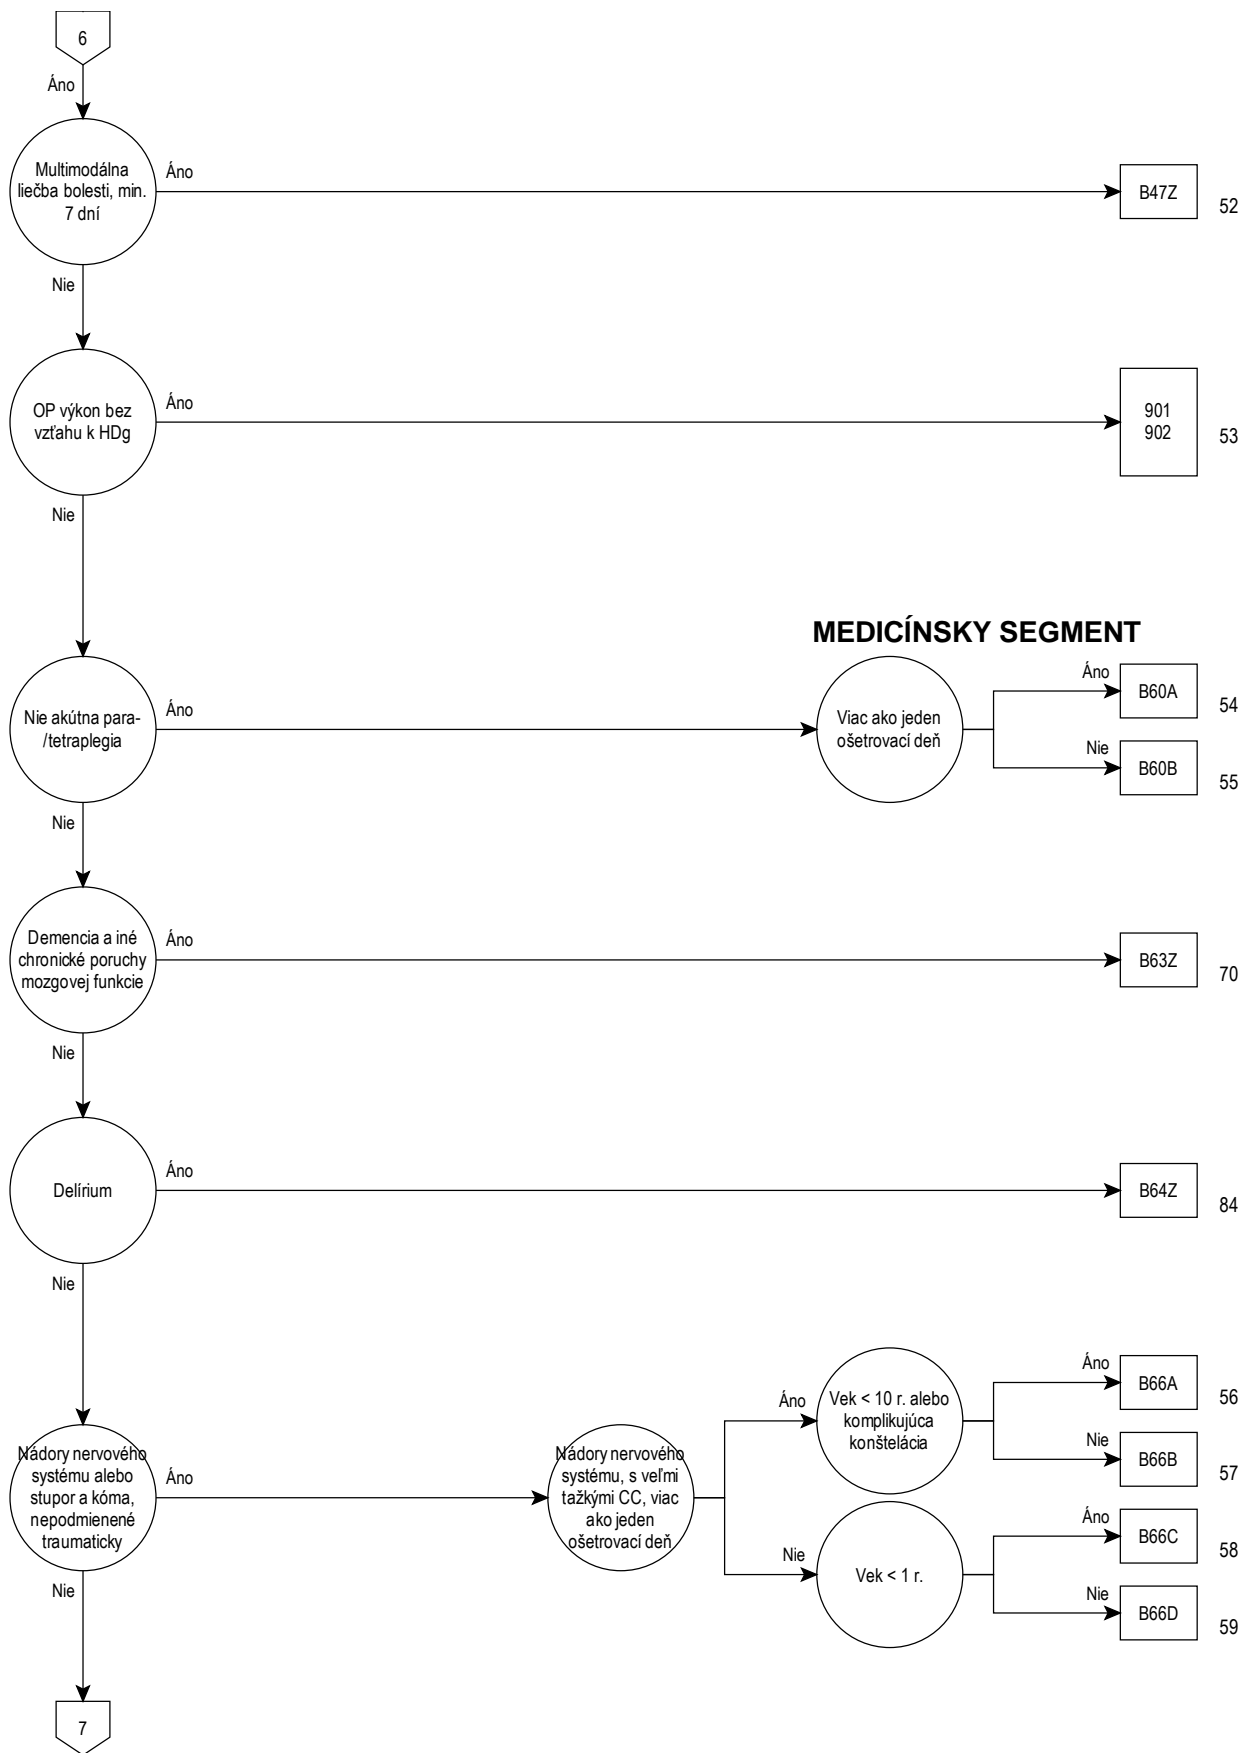 6
Áno
Multimodálna
liečba bolesti, min.
7 dní
Áno
B47Z
52
Nie
OP výkon bez
vzťahu k HDg
Áno
901
902
53
Nie
MEDICÍNSKY SEGMENT
Nie akútna para-
/tetraplegia
Áno
Viac ako jeden
ošetrovací deň
Áno
B60A
54
Nie
B60B
55
Nie
Demencia a iné
chronické poruchy
mozgovej funkcie
Áno
B63Z
70
Nie
Delírium
Áno
B64Z
84
Nie
Nádory nervového
systému alebo
stupor a kóma,
nepodmienené
traumaticky
Áno
Nádory nervového
systému, s veľmi
tažkými CC, viac
ako jeden
ošetrovací deň
Áno
Vek < 10 r. alebo
komplikujúca
konštelácia
Áno
B66A
56
Nie
B66B
57
Nie
Vek < 1 r.
Áno
B66C
58
Nie
B66D
59
Nie
7